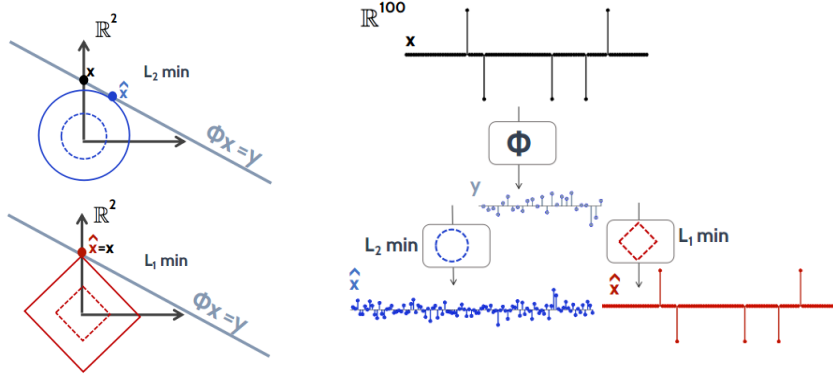 ℝ²
x
L₂ min
x̂
Φx = y
ℝ²
x̂=x
L₁ min
Φx = y
ℝ¹⁰⁰
x
Φ
y
L₂ min
L₁ min
x̂
x̂